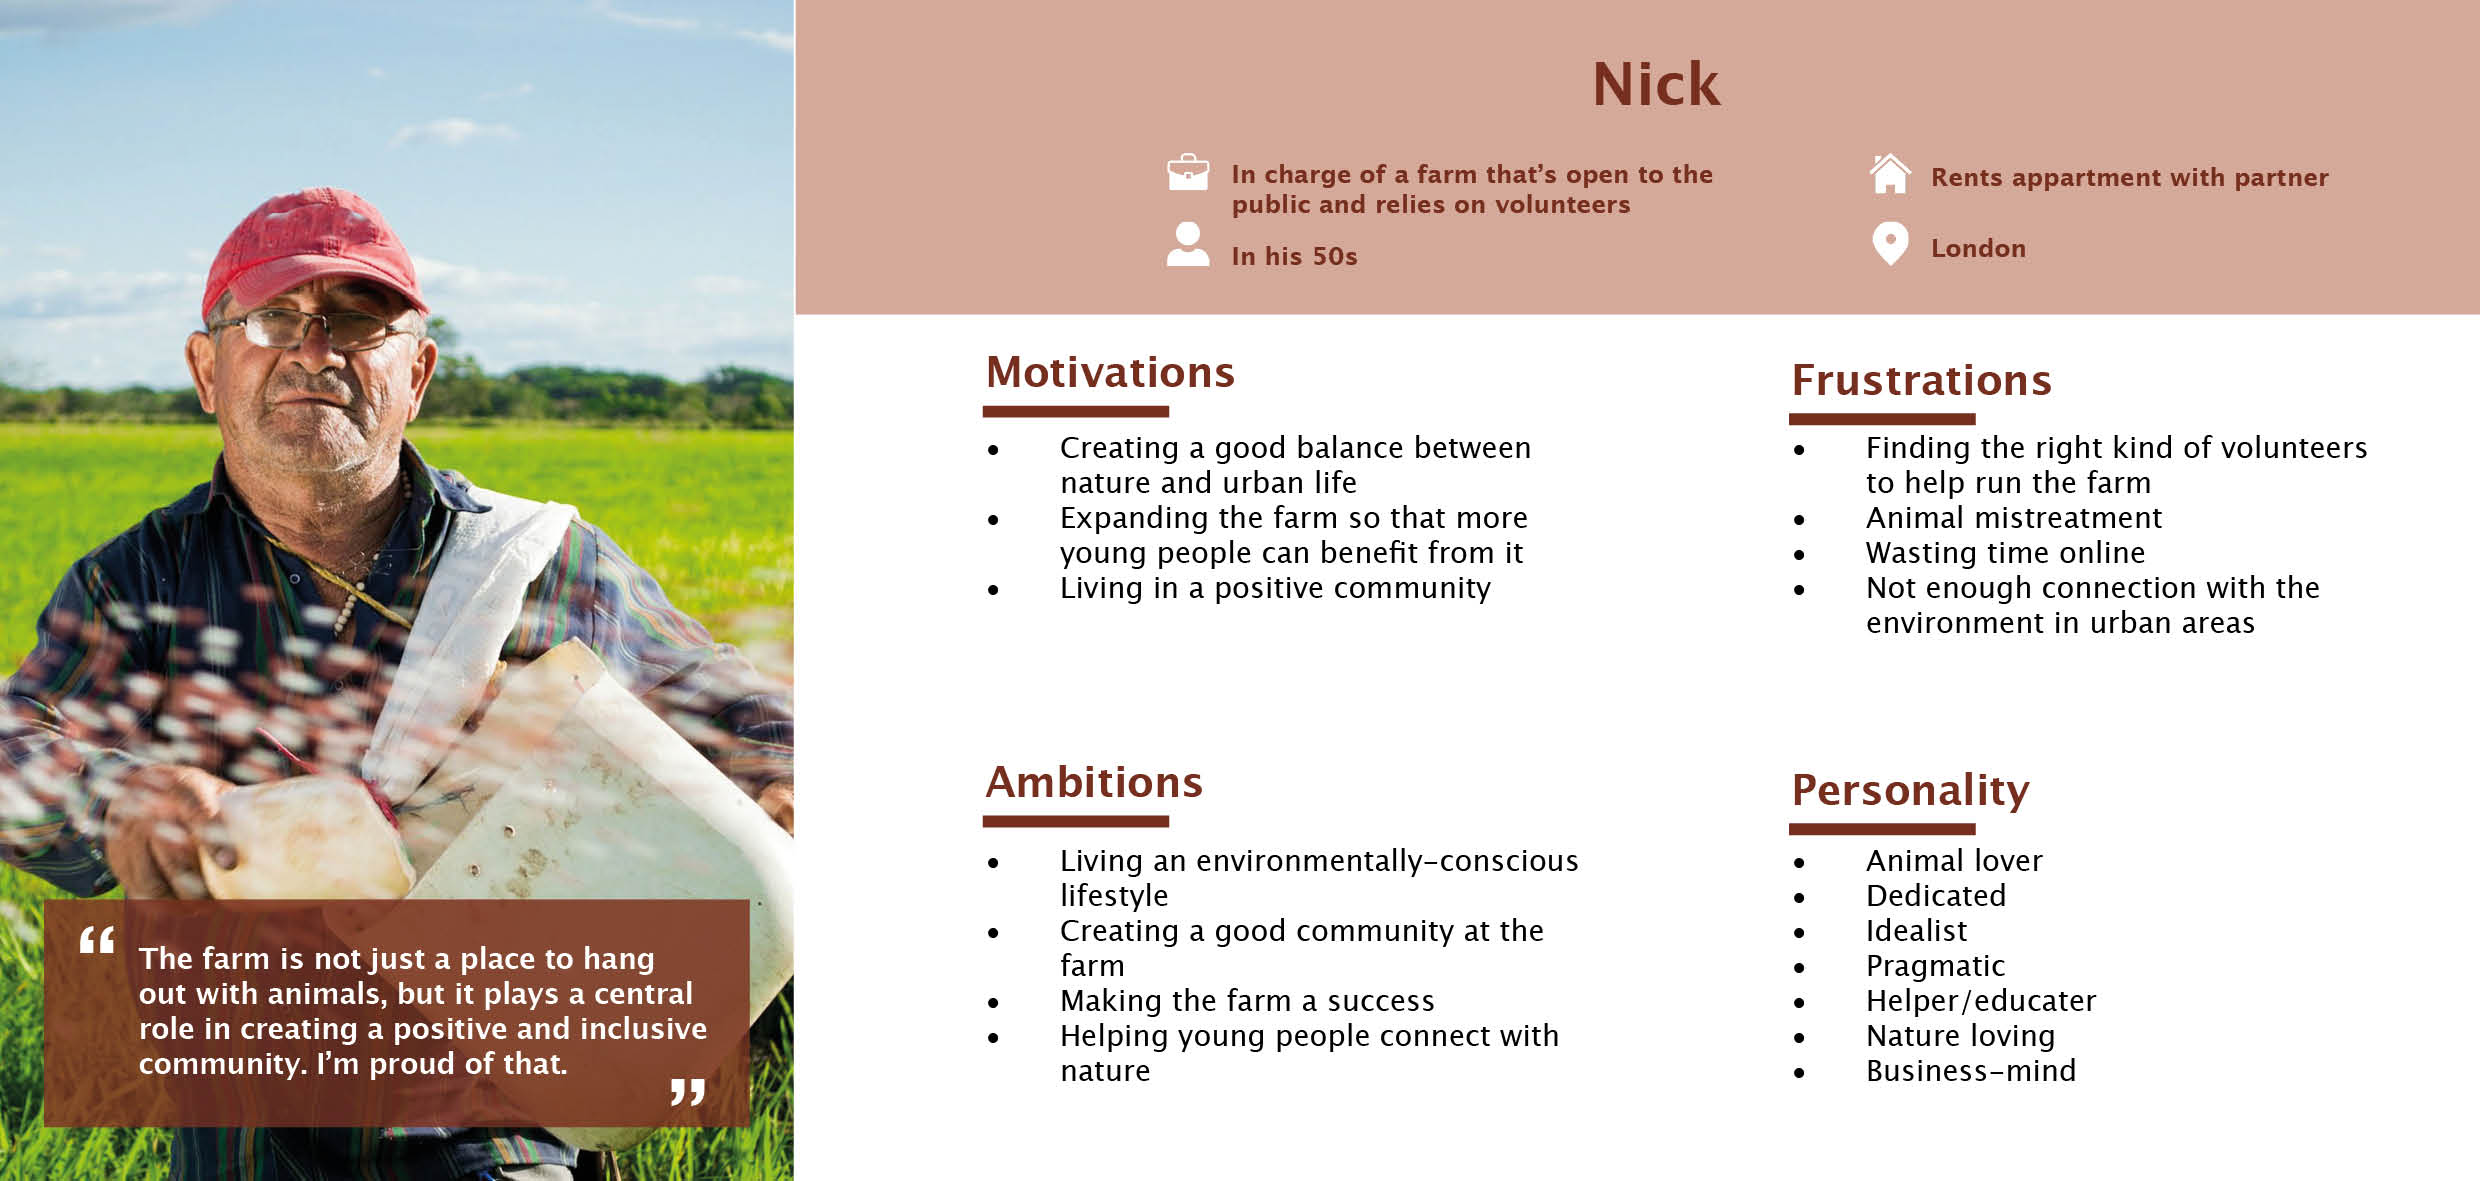 Nick
In charge of a farm that’s open to the
public and relies on volunteers
In his 50s
Rents appartment with partner
London
Motivations
• Creating a good balance between
nature and urban life
• Expanding the farm so that more
young people can benefit from it
• Living in a positive community
Frustrations
• Finding the right kind of volunteers
to help run the farm
• Animal mistreatment
• Wasting time online
• Not enough connection with the
environment in urban areas
Ambitions
• Living an environmentally-conscious
lifestyle
• Creating a good community at the
farm
• Making the farm a success
• Helping young people connect with
nature
Personality
• Animal lover
• Dedicated
• Idealist
• Pragmatic
• Helper/educater
• Nature loving
• Business-mind
“ The farm is not just a place to hang
out with animals, but it plays a central
role in creating a positive and inclusive
community. I’m proud of that. ”